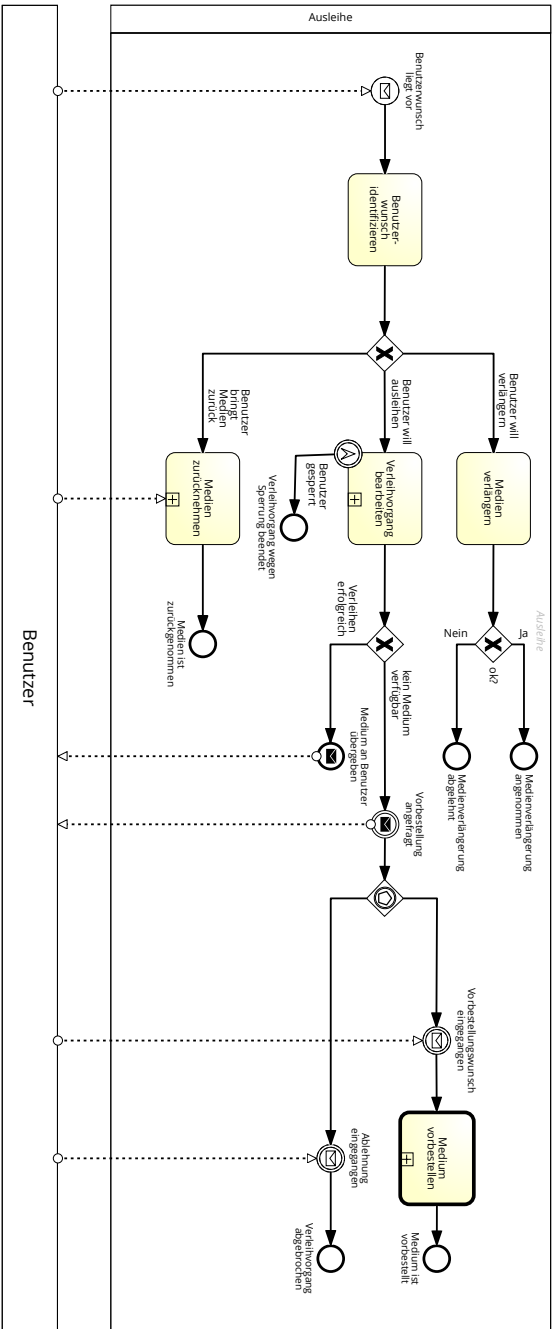 Ausleihe
Benutzerwunsch
liegt vor
Benutzer-
wunsch
identifizieren
Benutzer will
verlängern
Benutzer will
ausleihen
Benutzer
bringt
Medien
zurück
Medien
verlängern
Verleihvorgang
bearbeiten
Medien
zurücknehmen
Benutzer
gesperrt
Verleihvorgang wegen
Sperrung beendet
Ausleihe
Ja
Nein
ok?
Verleihen
erfolgreich
kein Medium
verfügbar
Medien ist
zurückgenommen
Benutzer
Medienverlängerung
angenommen
Medienverlängerung
abgelehnt
Medium an Benutzer
übergeben
Vorbestellung
angefragt
Vorbestellungswunsch
eingegangen
Ablehnung
eingegangen
Medium
vorbestellen
Medium ist
vorbestellt
Verleihvorgang
abgebrochen